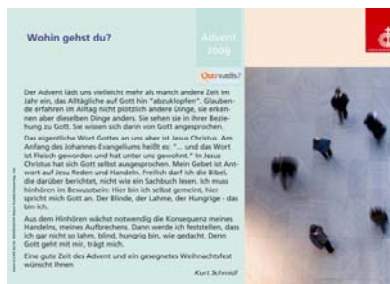 Wohin gehst du?
Advent
2009
Quo vadis?
Der Advent lädt uns vielleicht mehr als manch andere Zeit im
Jahr ein, das Alltägliche auf Gott hin "abzuklopfen". Glauben-
de erfahren im Alltag nicht plötzlich andere Dinge, sie erken-
nen aber dieselben Dinge anders. Sie sehen sie in ihrer Bezie-
hung zu Gott. Sie wissen sich darin von Gott angesprochen.
Das eigentliche Wort Gottes an uns aber ist Jesus Christus. Am
Anfang des Johannes-Evangeliums heißt es: "... und das Wort
ist Fleisch geworden und hat unter uns gewohnt." In Jesus
Christus hat sich Gott selbst ausgesprochen. Mein Gebet ist Ant-
wort auf Jesu Reden und Handeln. Freilich darf ich die Bibel,
die darüber berichtet, nicht wie ein Sachbuch lesen. Ich muss
hinhören im Bewusstsein: Hier bin ich selbst gemeint, hier
spricht mich Gott an. Der Blinde, der Lahme, der Hungrige - das
bin ich.
Aus dem Hinhören wächst notwendig die Konsequenz meines
Handelns, meines Aufbrechens. Dann werde ich feststellen, dass
ich gar nicht so lahm, blind, hungrig bin, wie gedacht. Denn
Gott geht mit mir, trägt mich.
Eine gute Zeit des Advent und ein gesegnetes Weihnachtsfest
wünscht Ihnen
Kurt Schmidl